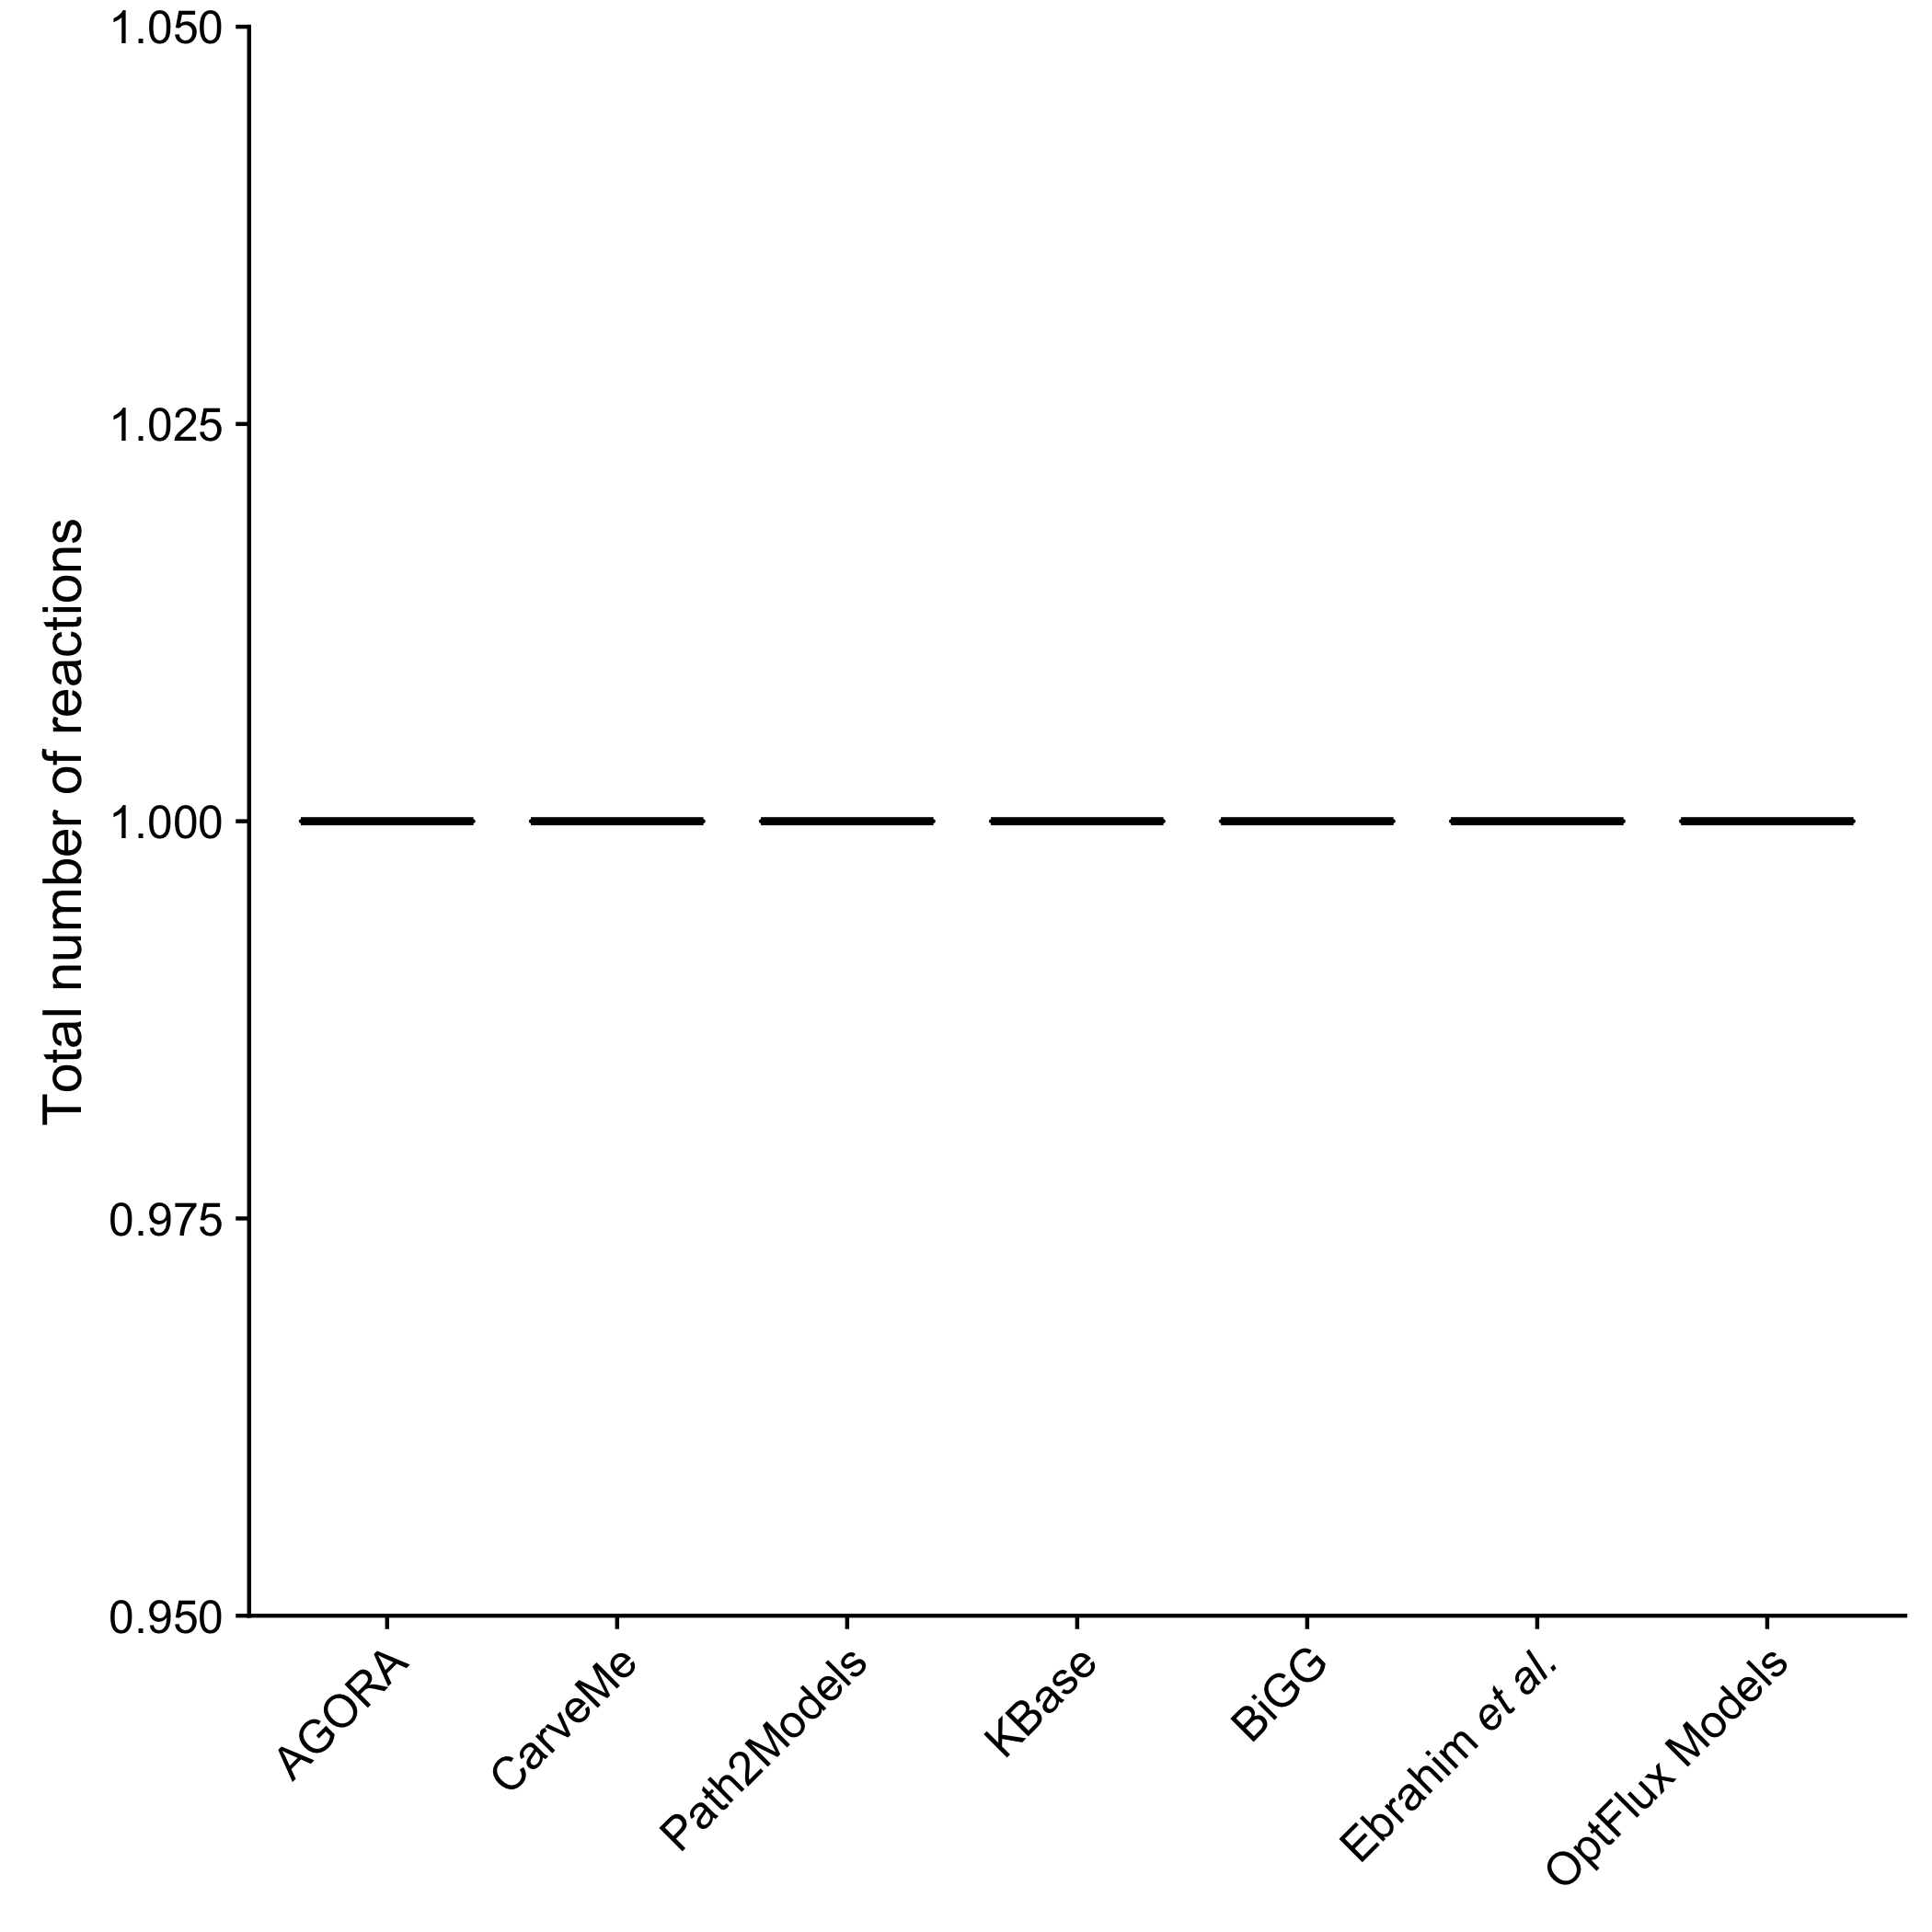 Total number of reactions
1.050
1.025
1.000
0.975
0.950
AGORA
CarveMe
Path2Models
KBase
BiGG
Ebrahim et al.
OptFlux Models